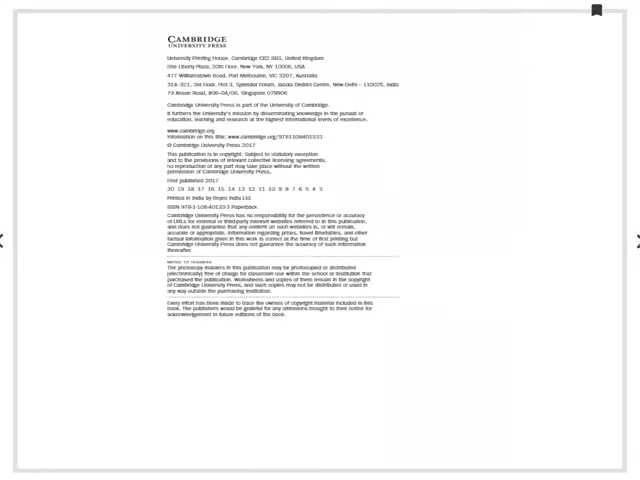 CAMBRIDGE
UNIVERSITY PRESS
University Printing House, Cambridge CB2 8BS, United Kingdom
One Liberty Plaza, 20th Floor, New York, NY 10006, USA
477 Williamstown Road, Port Melbourne, VIC 3207, Australia
314–321, 3rd Floor, Plot 3, Splendor Forum, Jasola District Centre, New Delhi – 110025, India
79 Anson Road, #06–04/06, Singapore 079906
Cambridge University Press is part of the University of Cambridge.
It furthers the University's mission by disseminating knowledge in the pursuit of
education, learning and research at the highest international levels of excellence.
www.cambridge.org
Information on this title: www.cambridge.org/9781108401333
© Cambridge University Press 2017
This publication is in copyright. Subject to statutory exception
and to the provisions of relevant collective licensing agreements,
no reproduction of any part may take place without the written
permission of Cambridge University Press.
First published 2017
20 19 18 17 16 15 14 13 12 11 10 9 8 7 6 5 4 3
Printed in India by Repro India Ltd.
ISBN 978-1-108-40133-3 Paperback
Cambridge University Press has no responsibility for the persistence or accuracy
of URLs for external or third-party internet websites referred to in this publication,
and does not guarantee that any content on such websites is, or will remain,
accurate or appropriate. Information regarding prices, travel timetables, and other
factual information given in this work is correct at the time of first printing but
Cambridge University Press does not guarantee the accuracy of such information
thereafter.
NOTICE TO TEACHERS
The photocopy masters in this publication may be photocopied or distributed
[electronically] free of charge for classroom use within the school or institution that
purchased the publication. Worksheets and copies of them remain in the copyright
of Cambridge University Press, and such copies may not be distributed or used in
any way outside the purchasing institution.
Every effort has been made to trace the owners of copyright material included in this
book. The publishers would be grateful for any omissions brought to their notice for
acknowledgement in future editions of the book.